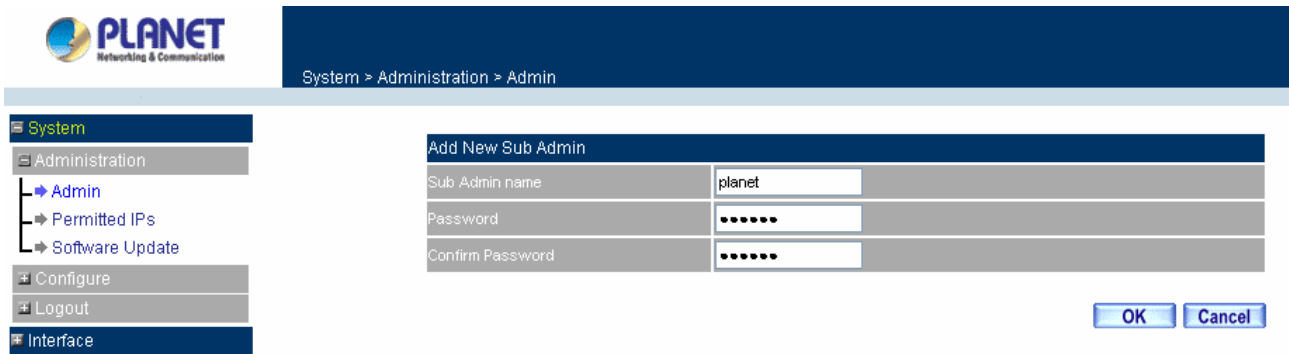 PLANET
Networking & Communication
System > Administration > Admin
System
Administration
Admin
Permitted IPs
Software Update
Configure
Logout
Interface
Add New Sub Admin
Sub Admin name planet
Password ••••••
Confirm Password ••••••
OK Cancel